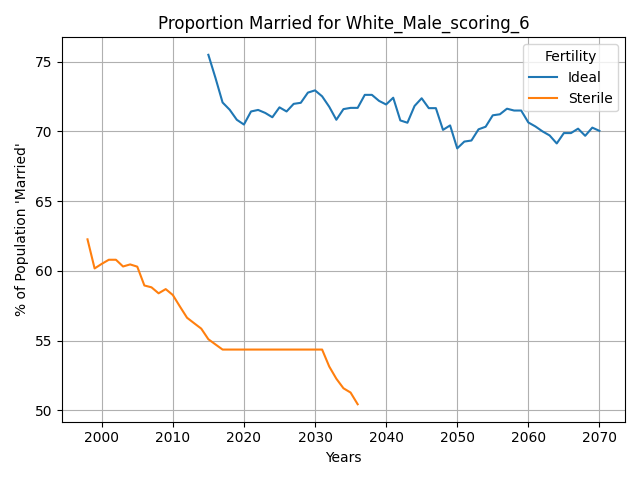 Proportion Married for White_Male_scoring_6
Fertility
Ideal
Sterile
% of Population 'Married'
75
70
65
60
55
50
2000 2010 2020 2030 2040 2050 2060 2070
Years